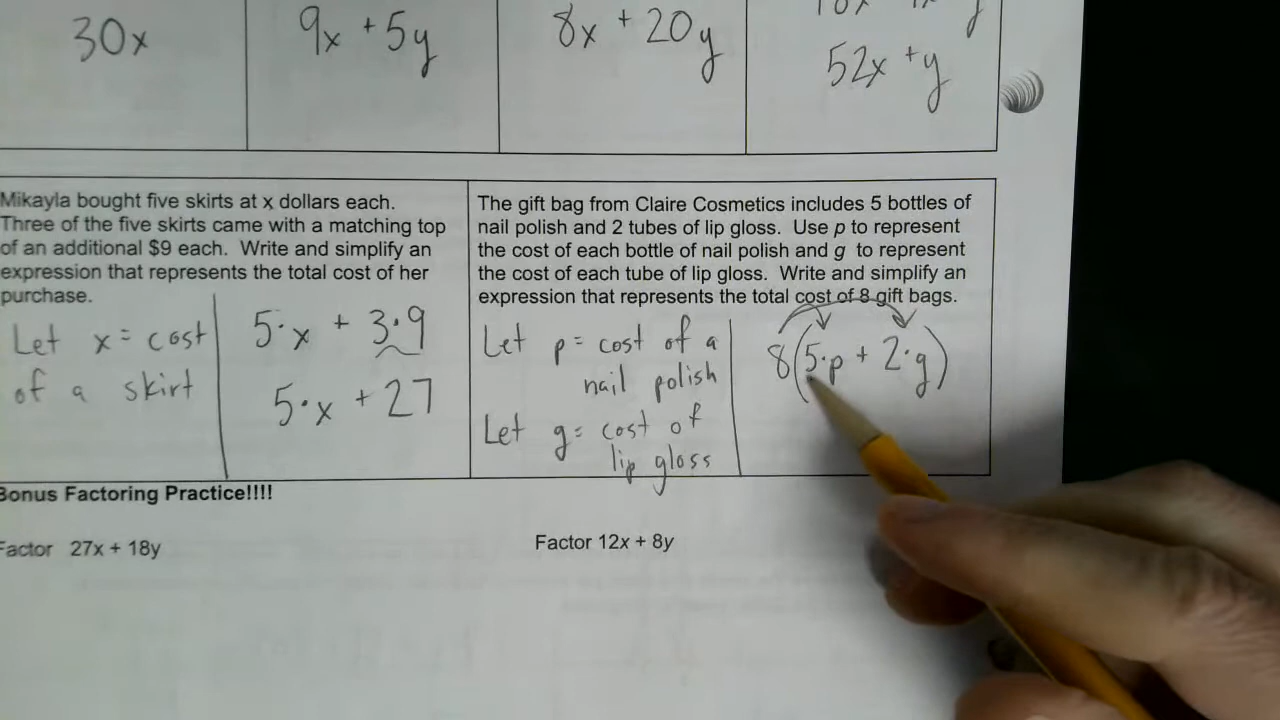 30x
9x + 5y
8x + 20y
52x + y
Mikayla bought five skirts at x dollars each.
Three of the five skirts came with a matching top
of an additional $9 each. Write and simplify an
expression that represents the total cost of her
purchase.
Let x = cost
of a skirt
5·x + 3·9
5·x + 27
The gift bag from Claire Cosmetics includes 5 bottles of
nail polish and 2 tubes of lip gloss. Use p to represent
the cost of each bottle of nail polish and g to represent
the cost of each tube of lip gloss. Write and simplify an
expression that represents the total cost of 8 gift bags.
Let p = cost of a
nail polish
Let g = cost of
lip gloss
8(5·p + 2·g)
Bonus Factoring Practice!!!!
Factor 27x + 18y
Factor 12x + 8y